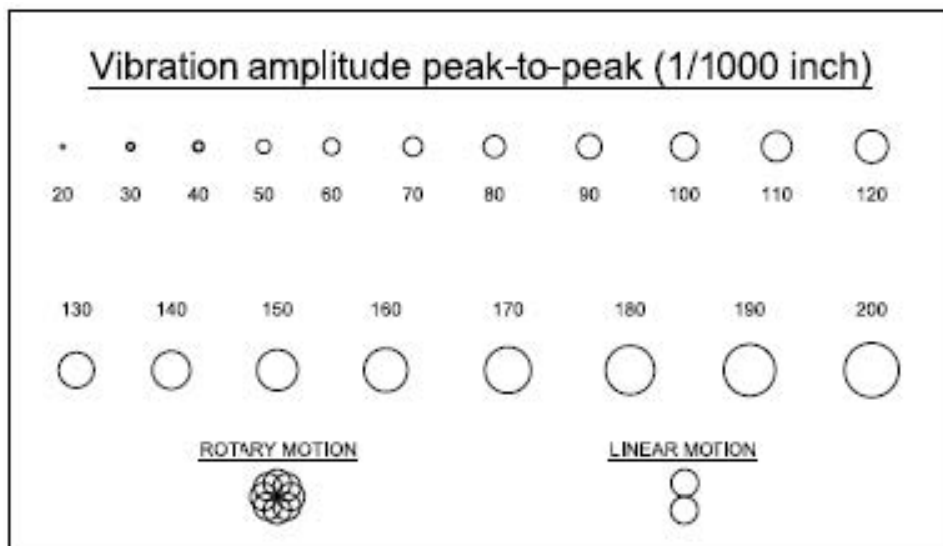 Vibration amplitude peak-to-peak (1/1000 inch)
20 30 40 50 60 70 80 90 100 110 120
130 140 150 160 170 180 190 200
ROTARY MOTION LINEAR MOTION